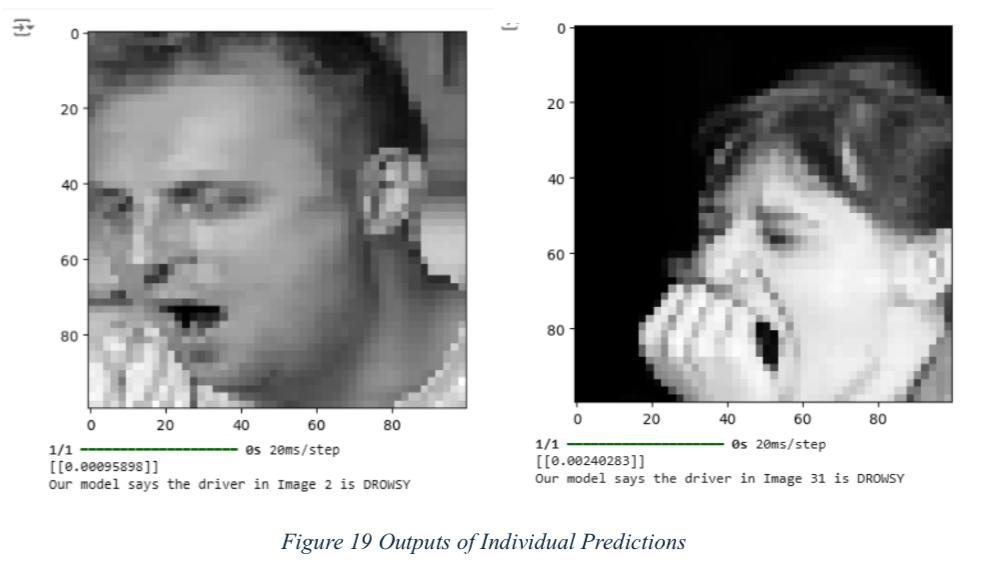 0
20
40
60
80
0 20 40 60 80
1/1 0s 20ms/step
[[0.00095898]]
Our model says the driver in Image 2 is DROWSY
0
20
40
60
80
0 20 40 60 80
1/1 0s 20ms/step
[[0.00240283]]
Our model says the driver in Image 31 is DROWSY
Figure 19 Outputs of Individual Predictions